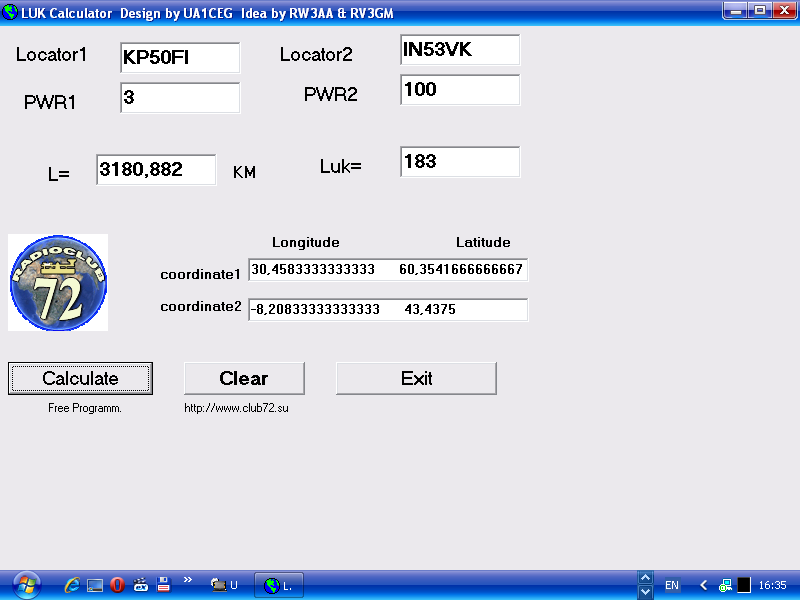 LUK Calculator Design by UA1CEG Idea by RW3AA & RV3GM
Locator1 KP50FI Locator2 IN53VK
PWR1 3 PWR2 100
L= 3180,882 KM Luk= 183
Longitude Latitude
coordinate1 30,4583333333333 60,3541666666667
coordinate2 -8,20833333333333 43,4375
RADIOCLUB
72
Calculate Clear Exit
Free Programm. http://www.club72.su
» U L. EN 16:35